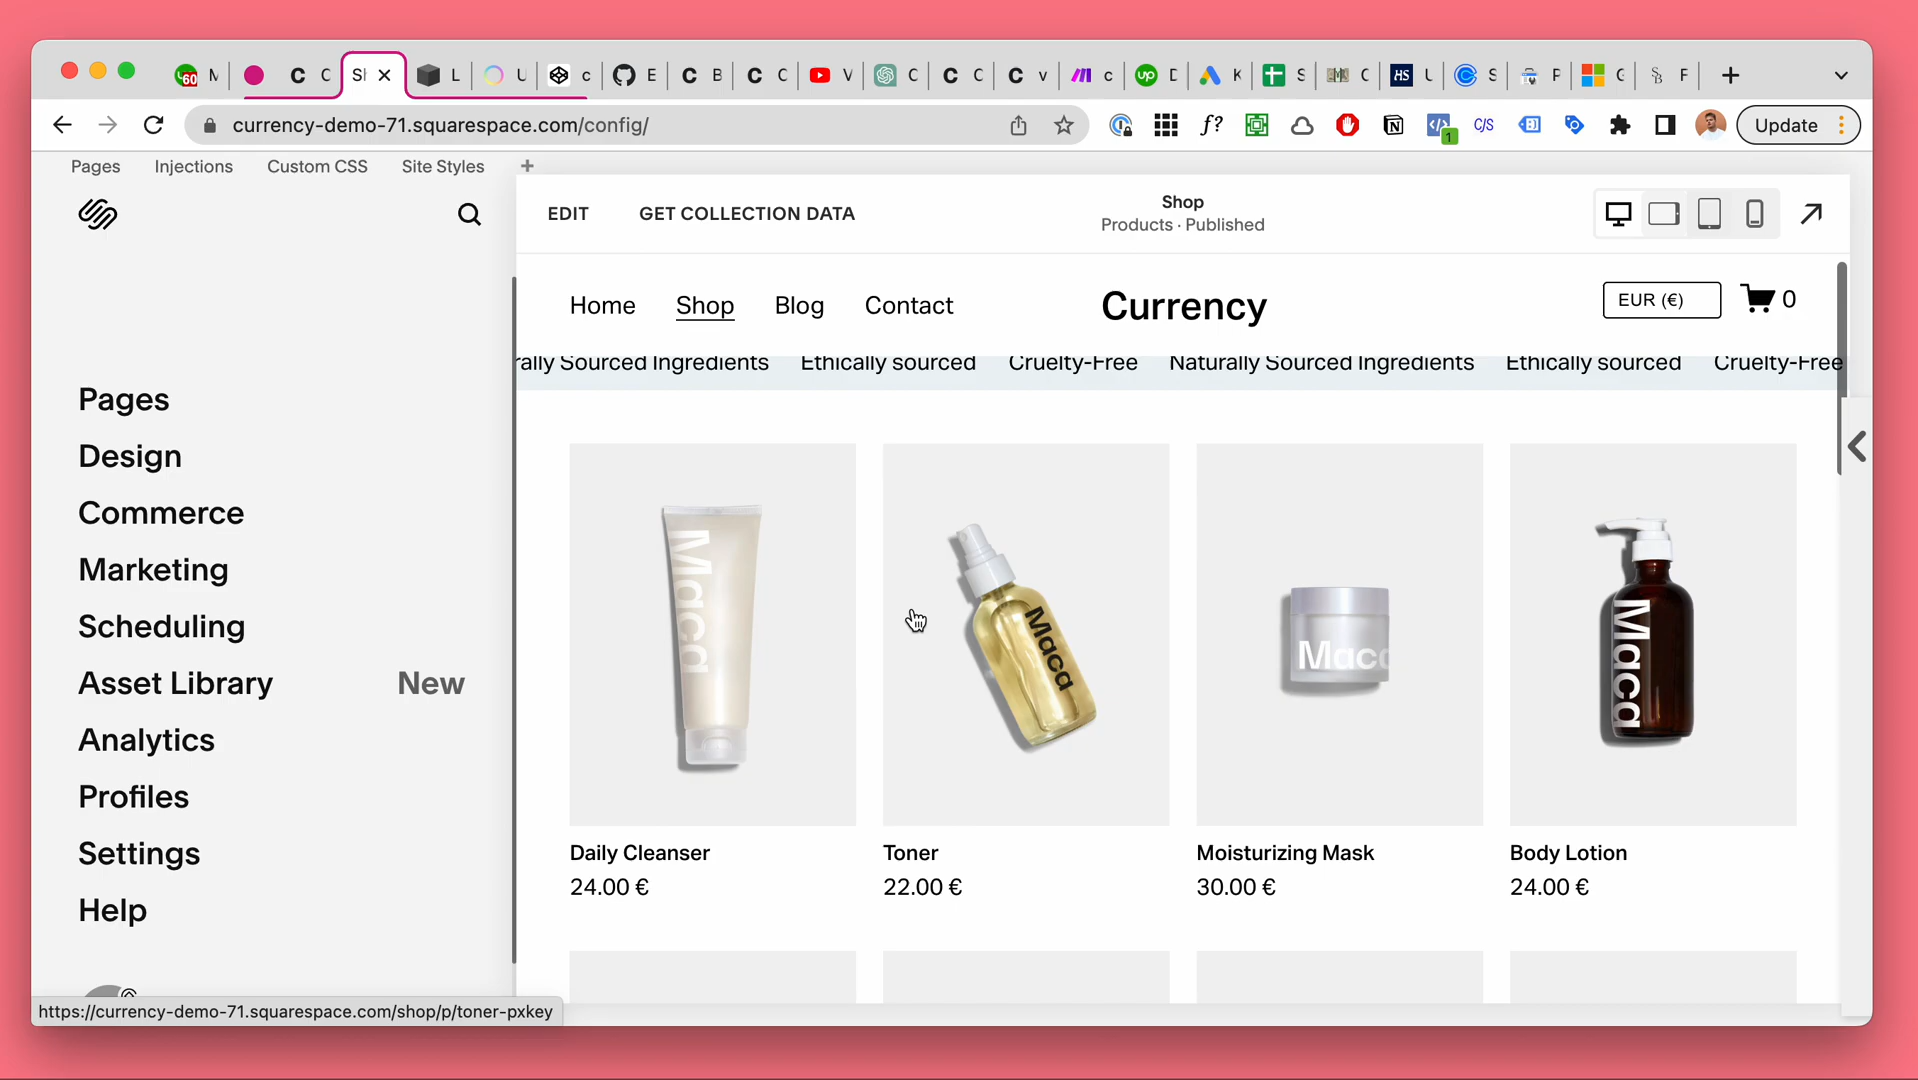 60
M
C
C
S
L
U
c
E
C
B
C
C
V
C
C
C
C
v
c
up
D
K
S
C
HS
U
S
P
G
F
currency-demo-71.squarespace.com/config/
f?
C/S
1
Update
Pages
Injections
Custom CSS
Site Styles
EDIT
GET COLLECTION DATA
Shop
Products · Published
Home
Shop
Blog
Contact
Currency
EUR (€)
0
rally Sourced Ingredients Ethically sourced Cruelty-Free Naturally Sourced Ingredients Ethically sourced Cruelty-Free
Pages
Design
Commerce
Marketing
Scheduling
Asset Library New
Analytics
Profiles
Settings
Help
Maca
Maca
Maca
Maca
Daily Cleanser
24.00 €
Toner
22.00 €
Moisturizing Mask
30.00 €
Body Lotion
24.00 €
https://currency-demo-71.squarespace.com/shop/p/toner-pxkey